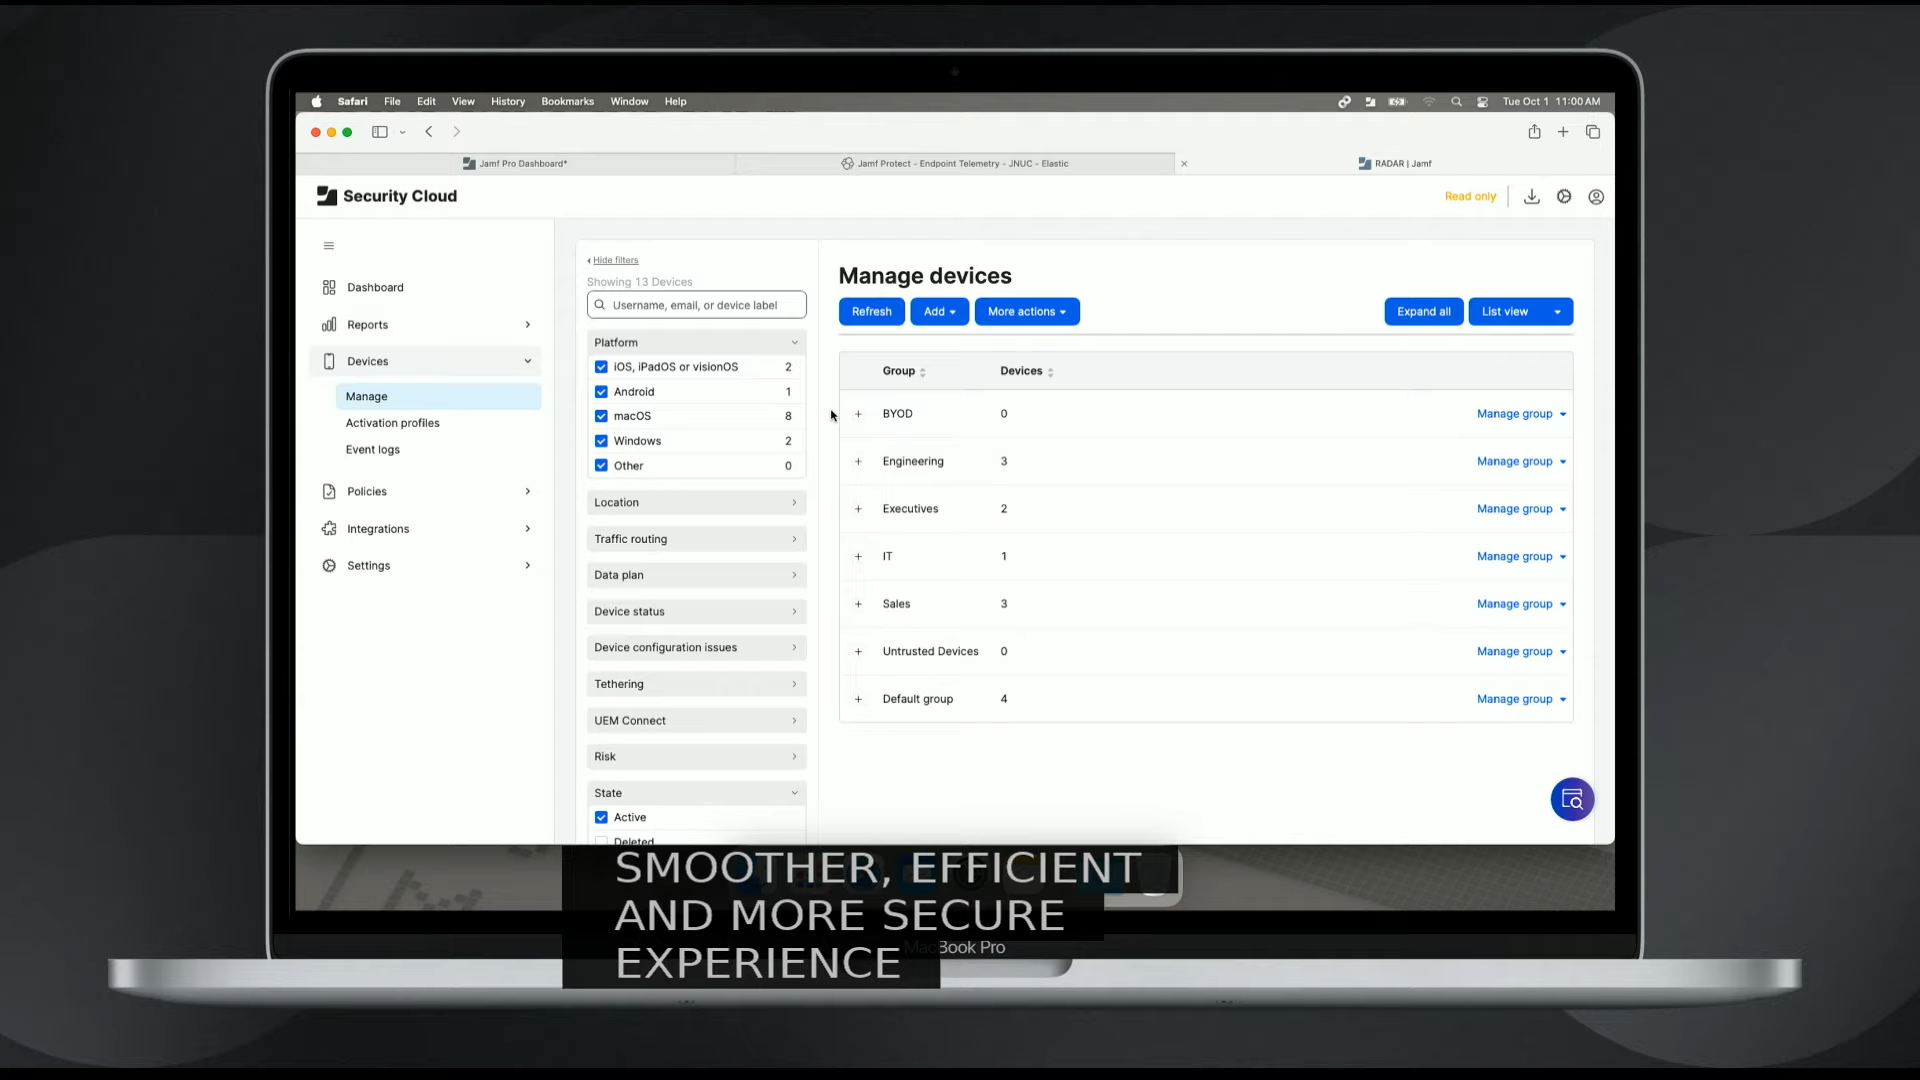 Safari File Edit View History Bookmarks Window Help Tue Oct 1 11:00 AM
Jamf Pro Dashboard* Jamf Protect - Endpoint Telemetry - JNUC - Elastic RADAR | Jamf
Security Cloud Read only
Dashboard
Reports
Devices
Manage
Activation profiles
Event logs
Policies
Integrations
Settings
Hide filters
Showing 13 Devices
Username, email, or device label
Platform
iOS, iPadOS or visionOS 2
Android 1
macOS 8
Windows 2
Other 0
Location
Traffic routing
Data plan
Device status
Device configuration issues
Tethering
UEM Connect
Risk
State
Active
Deleted
Manage devices
Refresh Add More actions Expand all List view
Group Devices
BYOD 0 Manage group
Engineering 3 Manage group
Executives 2 Manage group
IT 1 Manage group
Sales 3 Manage group
Untrusted Devices 0 Manage group
Default group 4 Manage group
SMOOTHER, EFFICIENT
AND MORE SECURE
EXPERIENCE
MacBook Pro